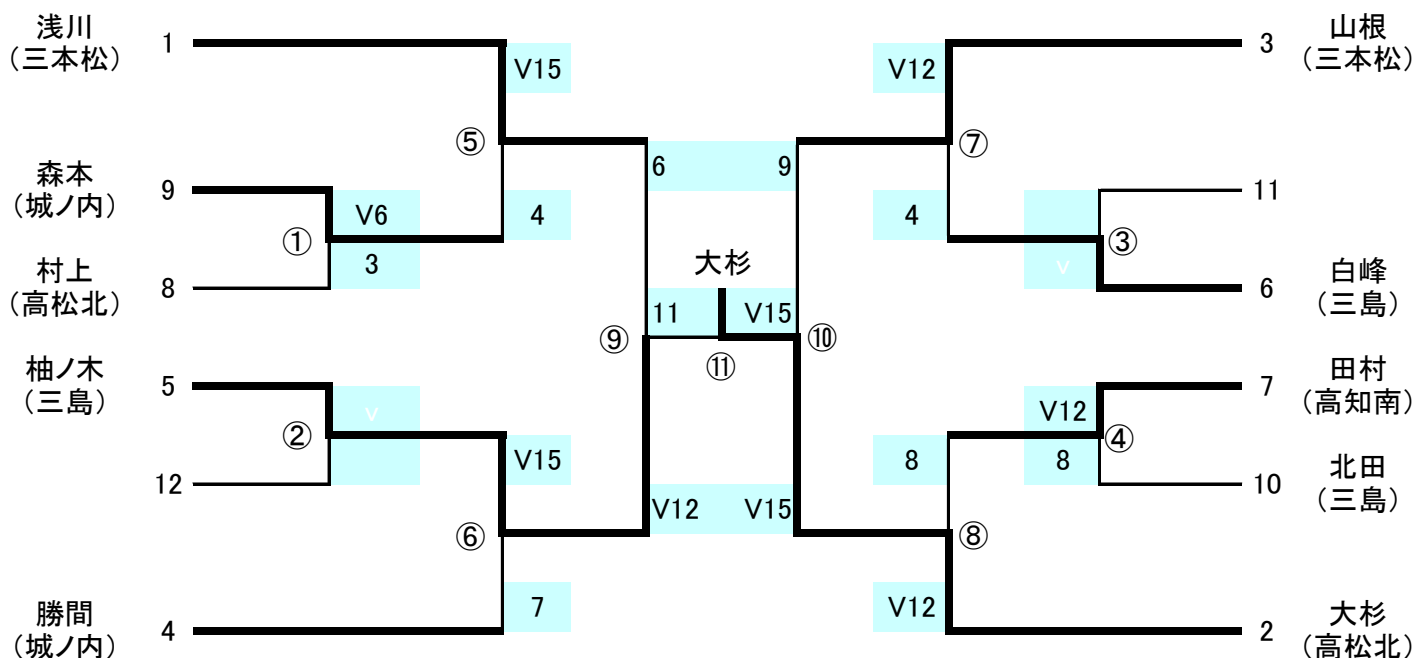 浅川
（三本松）
1
V15
V12
3
山根
（三本松）
⑤
⑦
6
9
森本
（城ノ内）
9
V6
4
4
11
①
③
3
v
大杉
村上
（高松北）
8
6
白峰
（三島）
11
V15
⑨
⑩
⑪
柚ノ木
（三島）
5
v
V12
7
田村
（高知南）
②
④
V15
8
8
12
10
北田
（三島）
V12
V15
⑥
⑧
7
V12
勝間
（城ノ内）
4
2
大杉
（高松北）